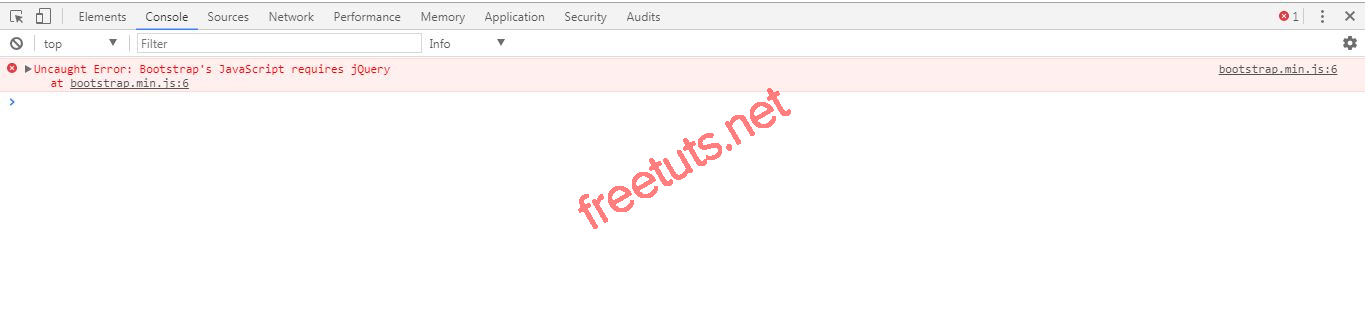 Elements Console Sources Network Performance Memory Application Security Audits 1
top Filter Info
Uncaught Error: Bootstrap's JavaScript requires jQuery bootstrap.min.js:6
at bootstrap.min.js:6
freetuts.net